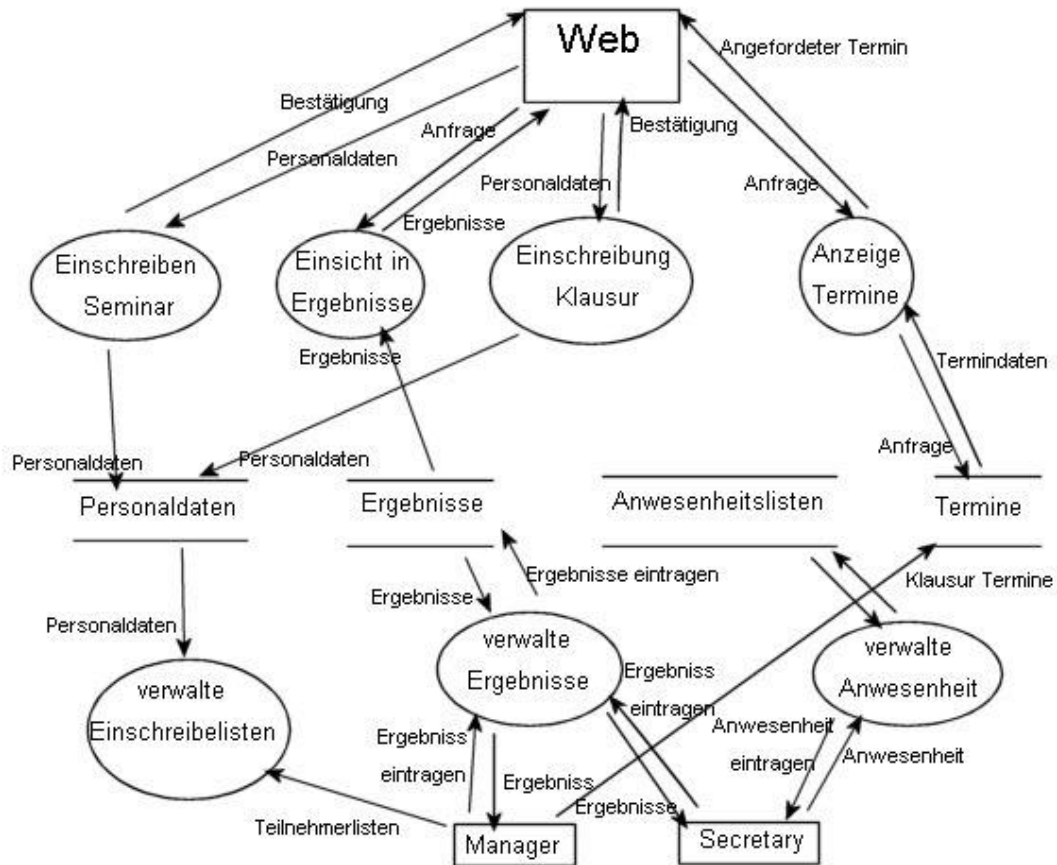 Web
Angefordeter Termin
Bestätigung
Anfrage
Bestätigung
Personaldaten
Personaldaten
Anfrage
Ergebnisse
Einschreiben
Seminar
Einsicht in
Ergebnisse
Einschreibung
Klausur
Anzeige
Termine
Ergebnisse
Termindaten
Anfrage
Personaldaten
Personaldaten
Personaldaten
Ergebnisse
Anwesenheitslisten
Termine
Ergebnisse eintragen
Klausur Termine
Ergebnisse
Personaldaten
verwalte
Ergebnisse
verwalte
Anwesenheit
Ergebniss
eintragen
verwalte
Einschreibelisten
Anwesenheit
eintragen
Anwesenheit
Ergebniss
eintragen
Ergebniss
Ergebnisse
Teilnehmerlisten
Manager
Secretary